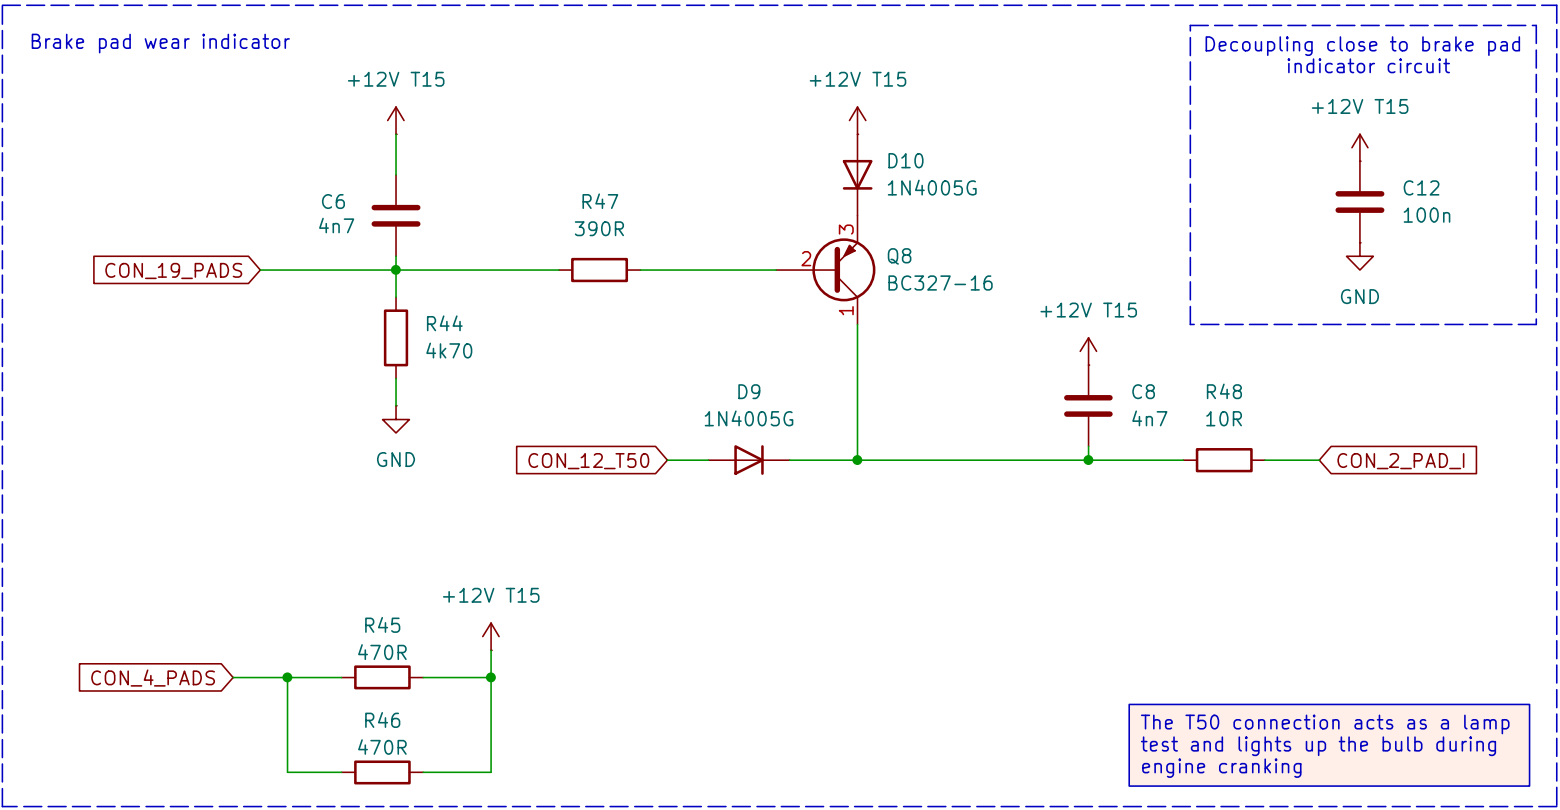 Brake pad wear indicator
Decoupling close to brake pad
indicator circuit
+12V T15
+12V T15
+12V T15
C6
4n7
R47
390R
D10
1N4005G
C12
100n
CON_19_PADS
2
3
1
Q8
BC327-16
GND
R44
4k70
+12V T15
GND
D9
1N4005G
C8
4n7
R48
10R
CON_12_T50
CON_2_PAD_I
+12V T15
R45
470R
CON_4_PADS
R46
470R
The T50 connection acts as a lamp
test and lights up the bulb during
engine cranking